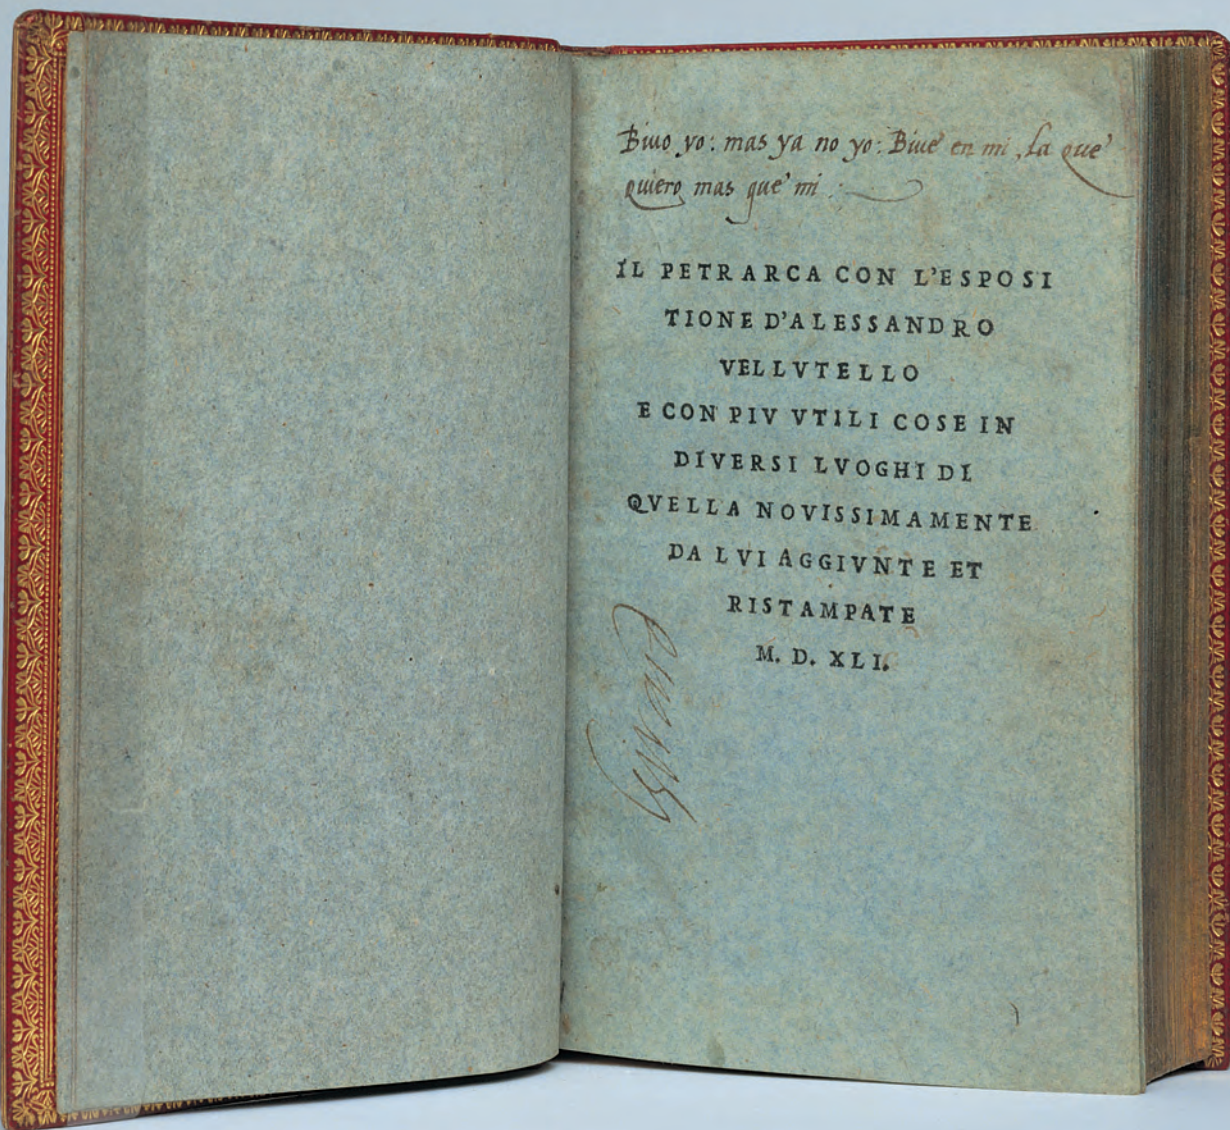 Biuo yo: mas ya no yo: Biue en mi, la que
quiero mas que mi
IL PETRARCA CON L'ESPOSI
TIONE D'ALESSANDRO
VELLVTELLO
E CON PIV VTILI COSE IN
DIVERSI LVOGHI DI
QVELLA NOVISSIMAMENTE
DA LVI AGGIVNTE ET
RISTAMPATE
M. D. XLI.